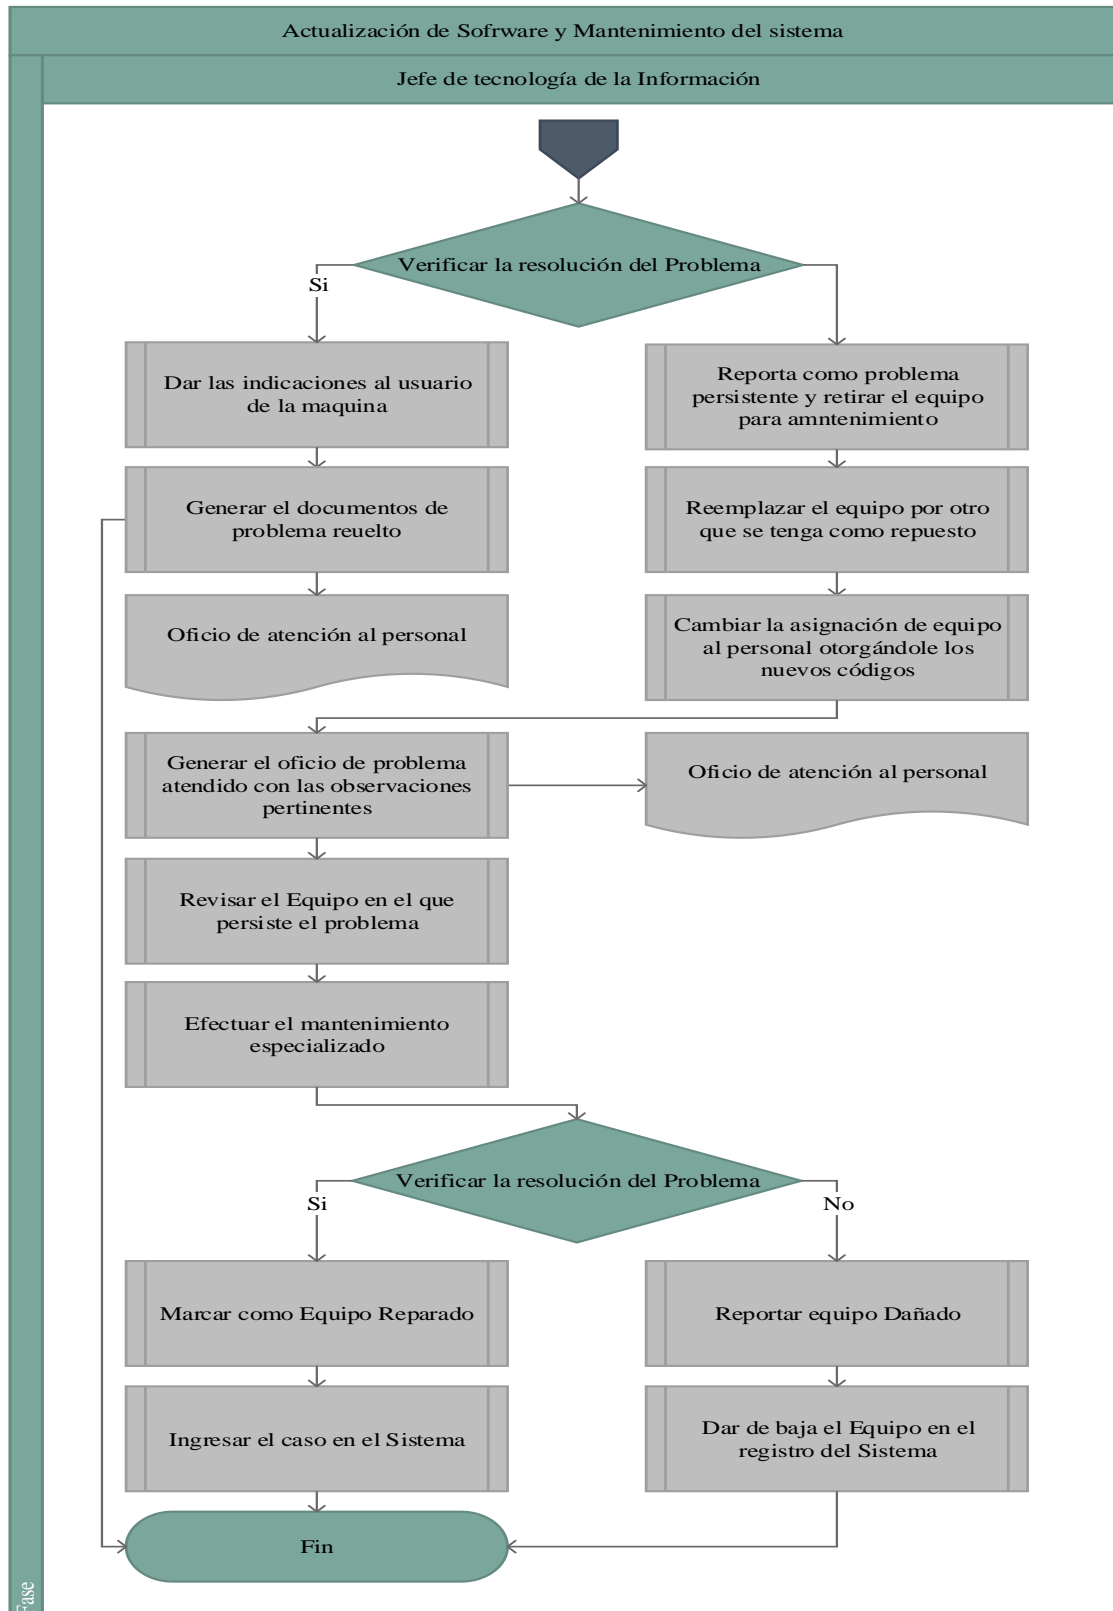 Actualización de Sofrware y Mantenimiento del sistema
Jefe de tecnología de la Información
Verificar la resolución del Problema
Si
Dar las indicaciones al usuario
de la maquina
Reporta como problema
persistente y retirar el equipo
para amntenimiento
Generar el documentos de
problema reuelto
Reemplazar el equipo por otro
que se tenga como repuesto
Oficio de atención al personal
Cambiar la asignación de equipo
al personal otorgándole los
nuevos códigos
Generar el oficio de problema
atendido con las observaciones
pertinentes
Oficio de atención al personal
Revisar el Equipo en el que
persiste el problema
Efectuar el mantenimiento
especializado
Verificar la resolución del Problema
Si
No
Marcar como Equipo Reparado
Reportar equipo Dañado
Ingresar el caso en el Sistema
Dar de baja el Equipo en el
registro del Sistema
Fin
Fase